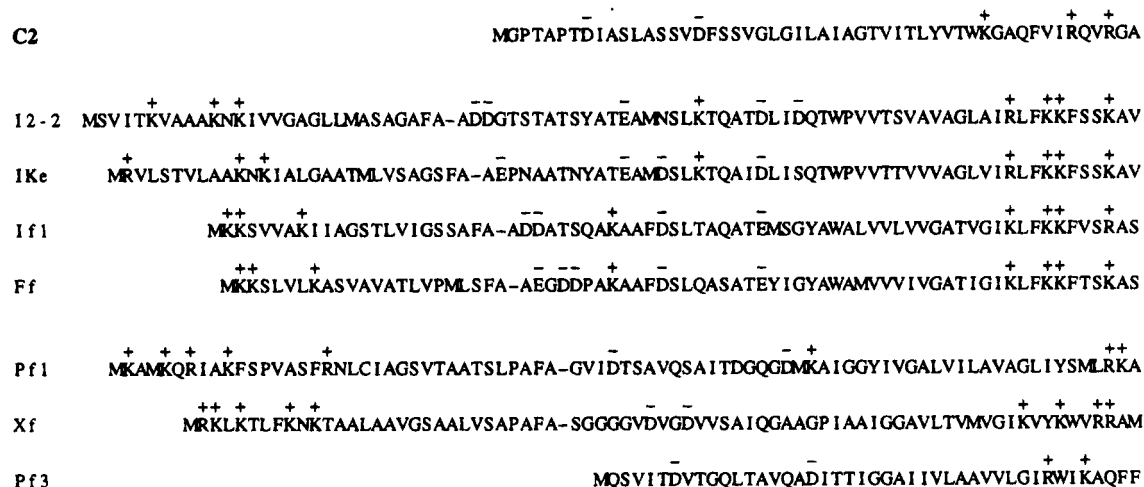 - - + + +
C2 MGPTAPTDIASLASSVDFSSVGLGILAIAGTVITLYVTWKGAQFVIRQVRGA
+ + + -- - + - - + ++ +
I2-2 MSVITKVAAAKNKIVVGAGLLMASAGAFA-ADDGTSTATSYATEAMNSLKTQATDLIDQTWPVVTSVAVAGLAIRLFKKFSSKAV
+ + + - - - + - + ++ +
IKe MRVLSTVLAAKNKIALGAATMLVSAGSFA-AEPNAATNYATEAMDSLKTQAIDLISQTWPVVTTVVVAGLVIRLFKKFSSKAV
++ + -- + - - + ++ +
If1 MKKSVVAKIIAGSTLVIGSSAFA-ADDATSQAKAAFDSLTAQATEMSGYAWALVVLVVGATVGIKLFKKFVSRAS
++ + - -- + - - + ++ +
Ff MKKSLVLKASVAVATLVPMLSFA-AEGDDPAKAAFDSLQASATEYIGYAWAMVVVIVGATIGIKLFKKFTSKAS
+ + + + + - - + ++
Pf1 MKAMKQRIAKFSPVASFRNLCIAGSVTAATSLPAFA-GVIDTSAVQSAITDGQGDMKAIGGYIVGALVILAVAGLIYSMLRKA
++ + + + - - + + ++
Xf MRKLKTLFKNKTAALAAVGSAALVSAPAFA-SGGGGVDVGDVVSAIQGAAGPIAAIGGAVLTVMVGIKVYKWVRRAM
- - + +
Pf3 MQSVITDVTGQLTAVQADITTIGGAIIVLAAVVLGIRWIKAQFF